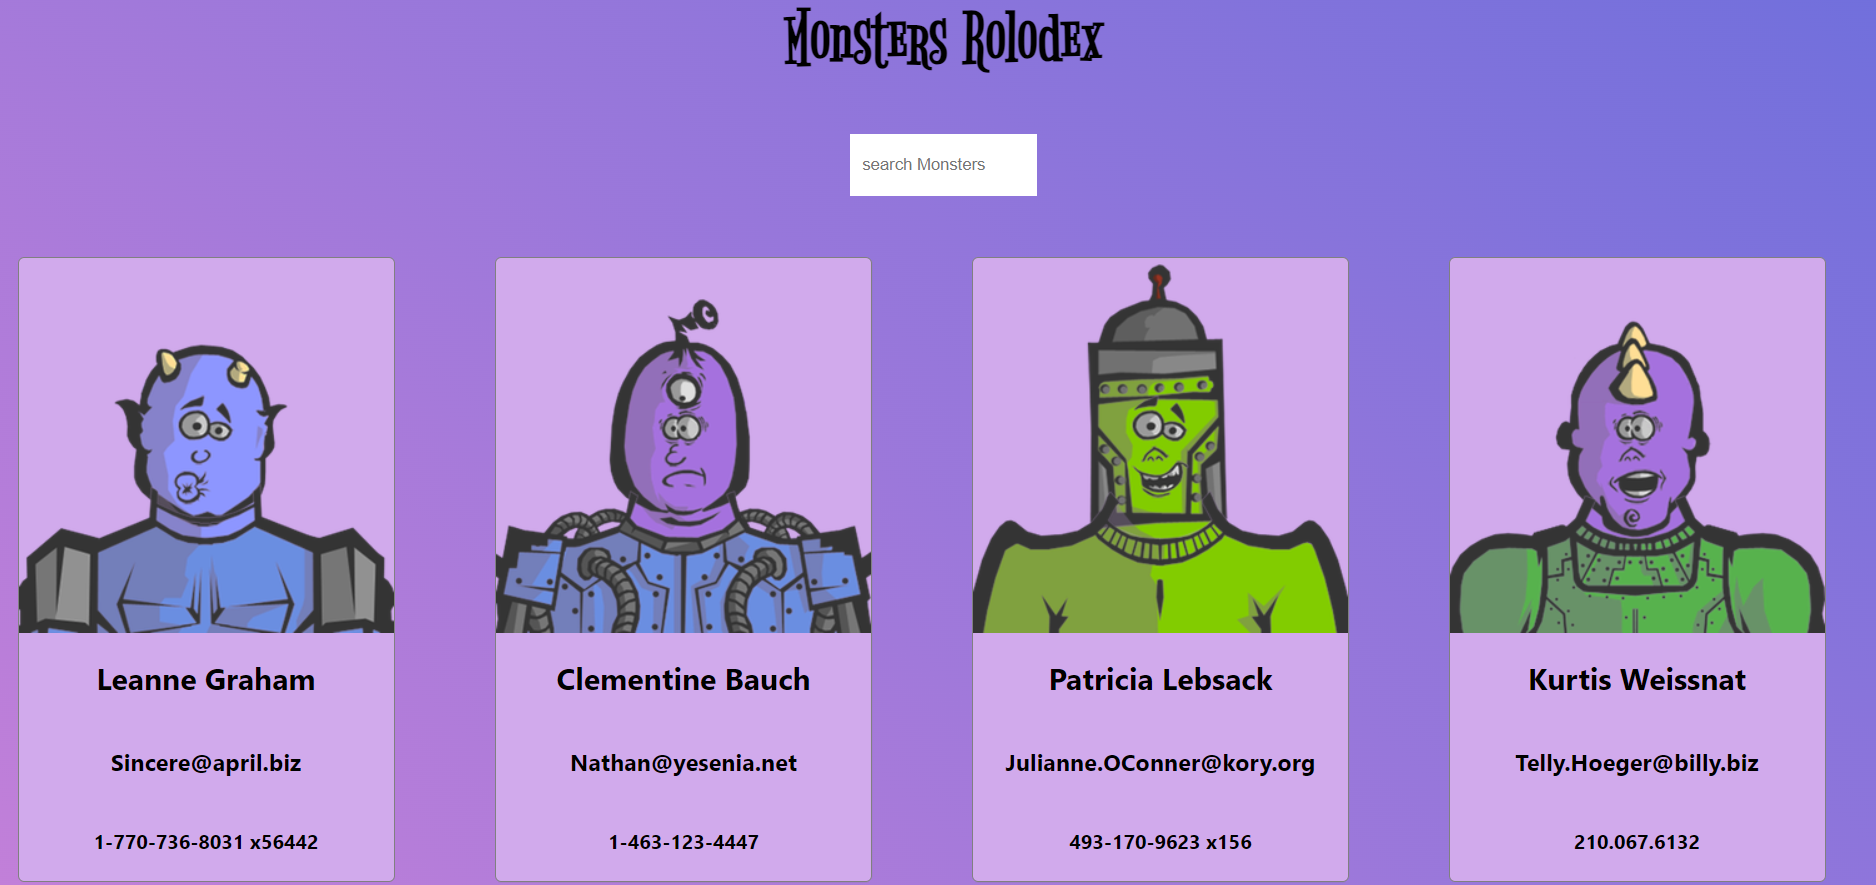 Monsters Rolodex
search Monsters
Leanne Graham
Sincere@april.biz
1-770-736-8031 x56442
Clementine Bauch
Nathan@yesenia.net
1-463-123-4447
Patricia Lebsack
Julianne.OConner@kory.org
493-170-9623 x156
Kurtis Weissnat
Telly.Hoeger@billy.biz
210.067.6132